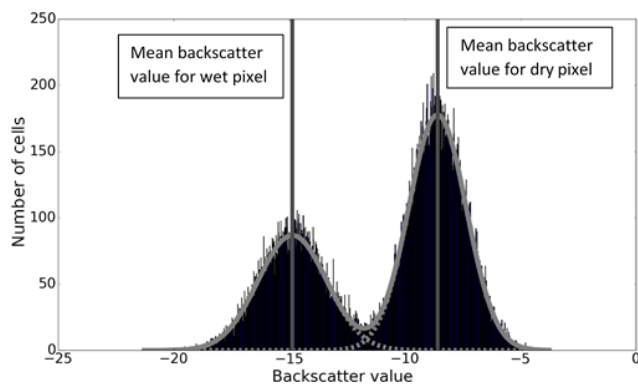 250
200
150
100
50
0
Number of cells
Mean backscatter
value for wet pixel
Mean backscatter
value for dry pixel
−25
−20
−15
−10
−5
0
Backscatter value